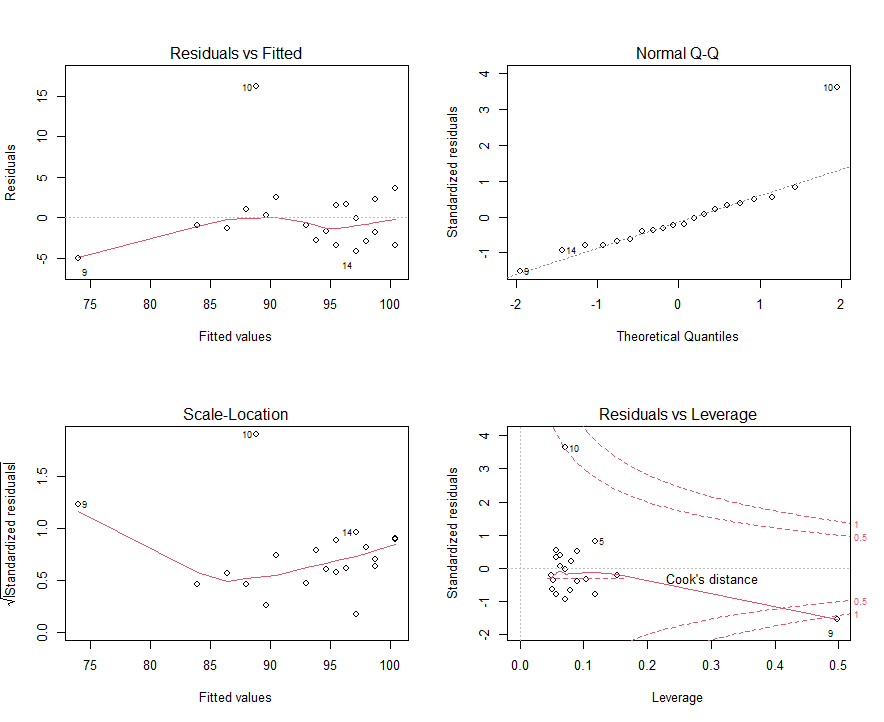 Residuals vs Fitted
Residuals
15
10
5
0
-5
10
9
14
75 80 85 90 95 100
Fitted values
Normal Q-Q
Standardized residuals
4
3
2
1
0
-1
10
9
14
-2 -1 0 1 2
Theoretical Quantiles
Scale-Location
√|Standardized residuals|
1.5
1.0
0.5
0.0
10
9
14
75 80 85 90 95 100
Fitted values
Residuals vs Leverage
Standardized residuals
4
3
2
1
0
-1
-2
10
5
Cook's distance
9
1
0.5
0.5
1
0.0 0.1 0.2 0.3 0.4 0.5
Leverage